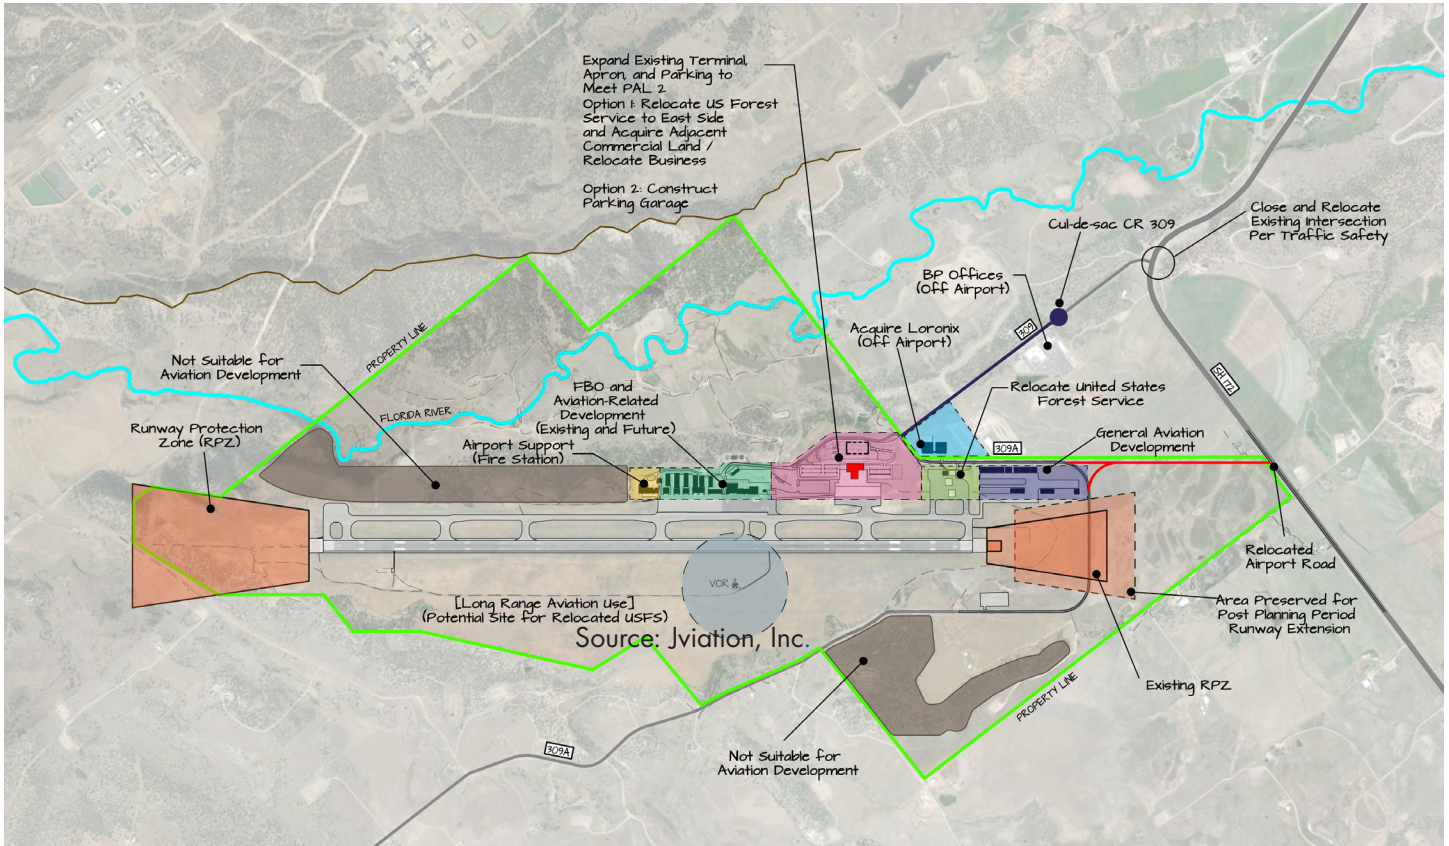 Expand Existing Terminal,
Apron, and Parking to
Meet PAL 2
Option 1: Relocate US Forest
Service to East Side
and Acquire Adjacent
Commercial Land /
Relocate Business
Option 2: Construct
Parking Garage
Close and Relocate
Existing Intersection
Per Traffic Safety
Cul-de-sac CR 309
BP Offices
(Off Airport)
309
Acquire Loronix
(Off Airport)
PROPERTY LINE
Not Suitable for
Aviation Development
SH 172
FLORIDA RIVER
FBO and
Aviation-Related
Development
(Existing and Future)
Relocate United States
Forest Service
Runway Protection
Zone (RPZ)
Airport Support
(Fire Station)
309A
General Aviation
Development
Relocated
Airport Road
VOR
[Long Range Aviation Use]
(Potential Site for Relocated USFS)
Source: Jviation, Inc.
Area Preserved for
Post Planning Period
Runway Extension
Existing RPZ
PROPERTY LINE
309A
Not Suitable for
Aviation Development